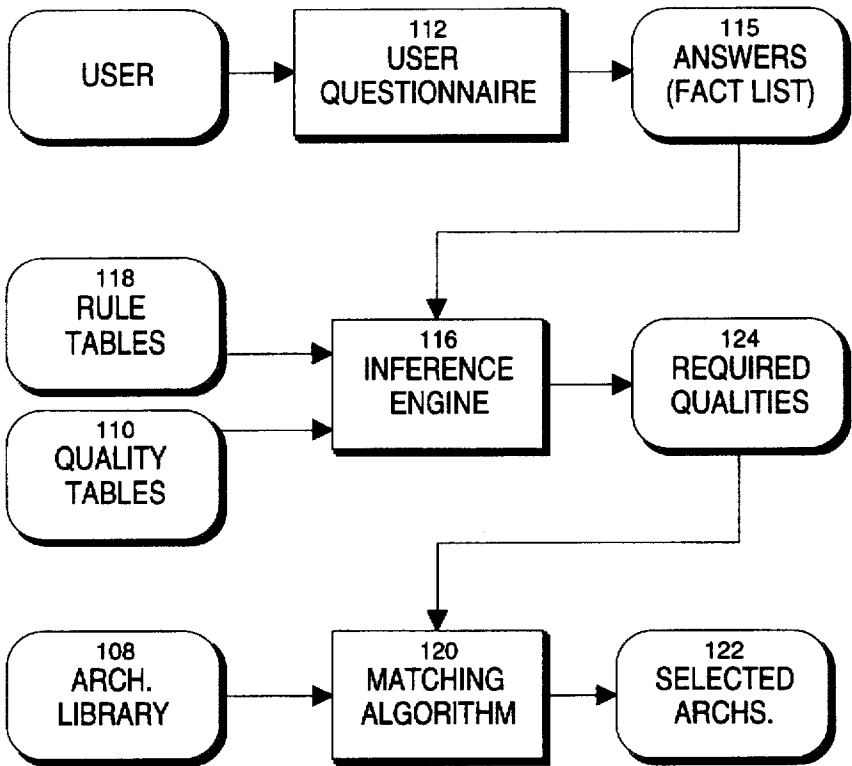 USER
112
USER
QUESTIONNAIRE
115
ANSWERS
(FACT LIST)
118
RULE
TABLES
116
INFERENCE
ENGINE
124
REQUIRED
QUALITIES
110
QUALITY
TABLES
108
ARCH.
LIBRARY
120
MATCHING
ALGORITHM
122
SELECTED
ARCHS.